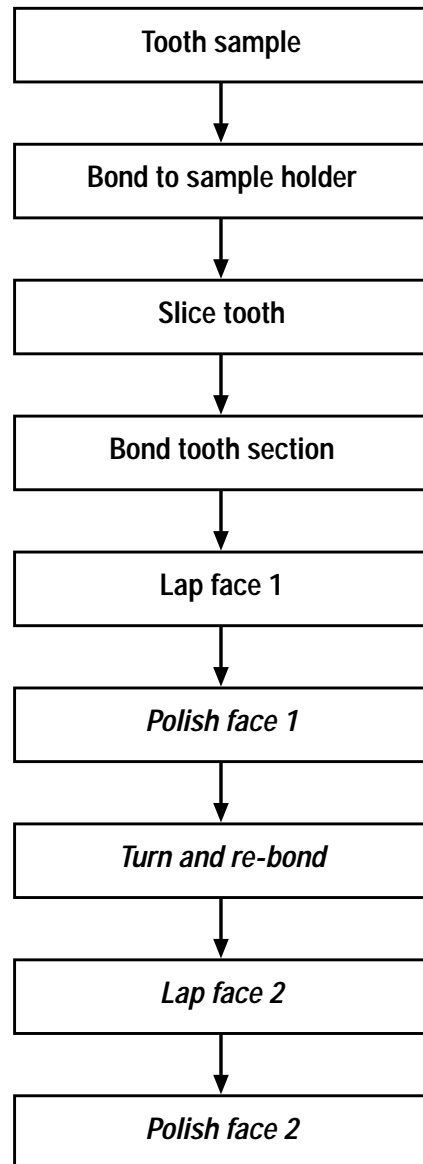 Tooth sample
Bond to sample holder
Slice tooth
Bond tooth section
Lap face 1
Polish face 1
Turn and re-bond
Lap face 2
Polish face 2